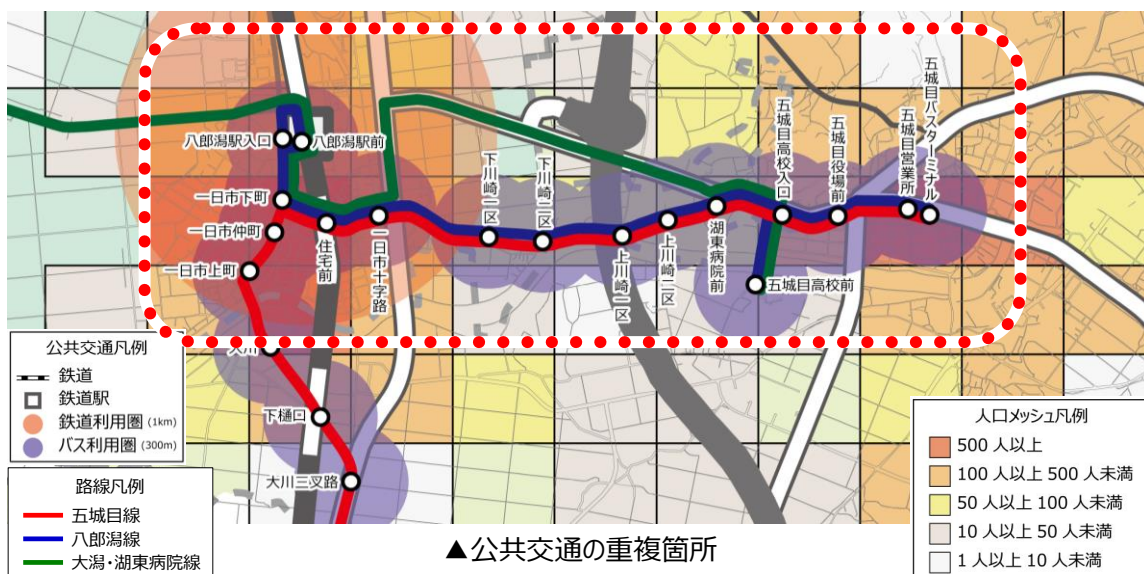 八郎潟駅入口
八郎潟駅前
一日市下町
一日市仲町
一日市上町
住宅前
一日市十字路
下川崎一区
下川崎二区
上川崎一区
上川崎二区
湖東病院前
五城目高校入口
五城目高校前
五城目役場前
五城目営業所
五城目バスターミナル
大川
下樋口
大川三叉路
公共交通凡例
鉄道
鉄道駅
鉄道利用圏 (1km)
バス利用圏 (300m)
路線凡例
五城目線
八郎潟線
大潟・湖東病院線
▲公共交通の重複箇所
人口メッシュ凡例
500 人以上
100 人以上 500 人未満
50 人以上 100 人未満
10 人以上 50 人未満
1 人以上 10 人未満